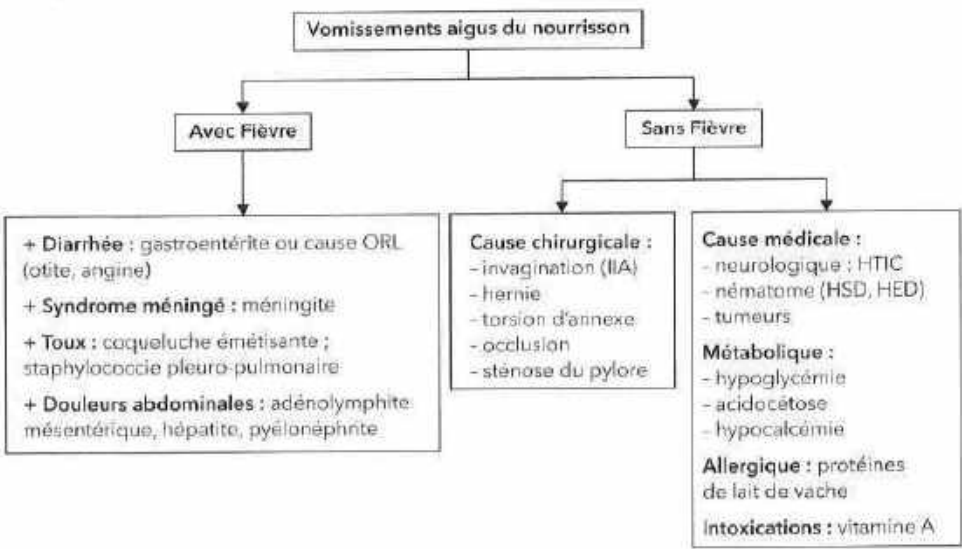 Vomissements aigus du nourrisson
Avec Fièvre
Sans Fièvre
+ Diarrhée : gastroentérite ou cause ORL
(otite, angine)
+ Syndrome méningé : méningite
+ Toux : coqueluche émétisante ;
staphylococcie pleuro-pulmonaire
+ Douleurs abdominales : adénolymphite
mésentérique, hépatite, pyélonéphrite
Cause chirurgicale :
- invagination (IIA)
- hernie
- torsion d'annexe
- occlusion
- sténose du pylore
Cause médicale :
- neurologique : HTIC
- nématome (HSD, HED)
- tumeurs
Métabolique :
- hypoglycémie
- acidocétose
- hypocalcémie
Allergique : protéines
de lait de vache
Intoxications : vitamine A